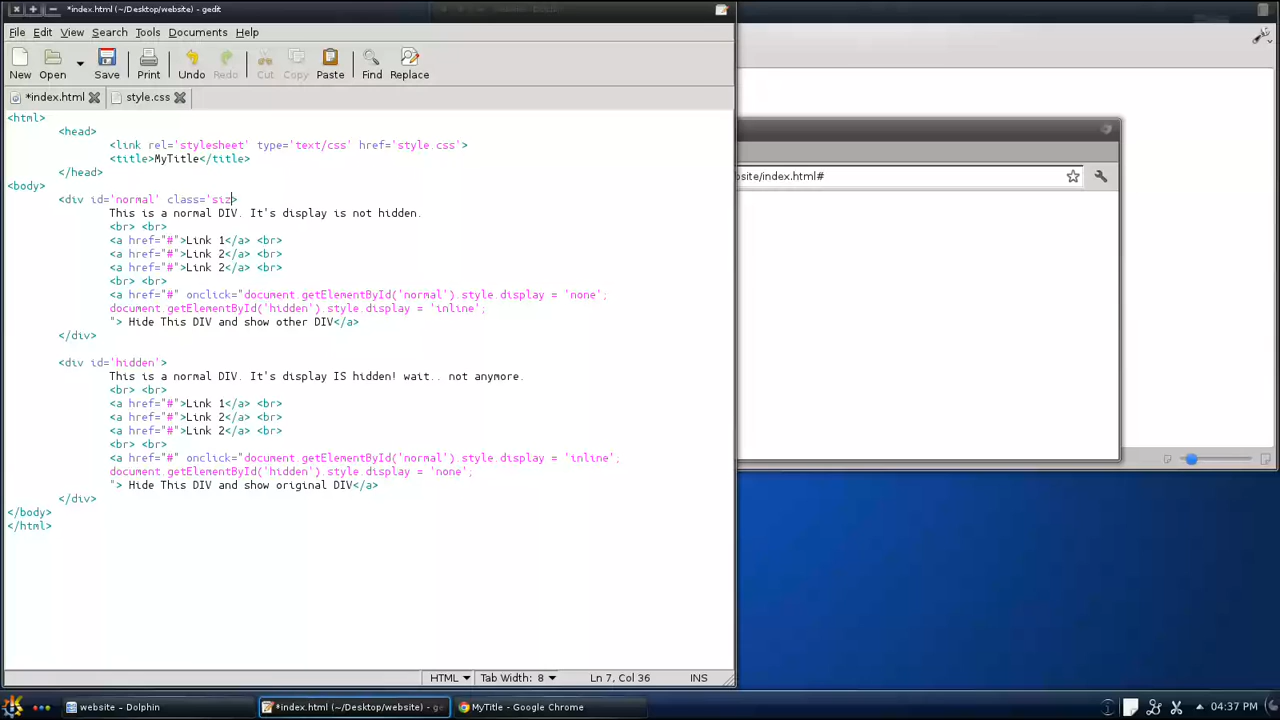 *index.html (~/Desktop/website) - gedit
File Edit View Search Tools Documents Help
New Open Save Print Undo Redo Cut Copy Paste Find Replace
*index.html style.css
<html>
<head>
<link rel='stylesheet' type='text/css' href='style.css'>
<title>MyTitle</title>
</head>
<body>
<div id='normal' class='siz>
This is a normal DIV. It's display is not hidden.
<br> <br>
<a href="#">Link 1</a> <br>
<a href="#">Link 2</a> <br>
<a href="#">Link 2</a> <br>
<br> <br>
<a href="#" onclick="document.getElementById('normal').style.display = 'none';
document.getElementById('hidden').style.display = 'inline';
"> Hide This DIV and show other DIV</a>
</div>
<div id='hidden'>
This is a normal DIV. It's display IS hidden! wait.. not anymore.
<br> <br>
<a href="#">Link 1</a> <br>
<a href="#">Link 2</a> <br>
<a href="#">Link 2</a> <br>
<br> <br>
<a href="#" onclick="document.getElementById('normal').style.display = 'inline';
document.getElementById('hidden').style.display = 'none';
"> Hide This DIV and show original DIV</a>
</div>
</body>
</html>
HTML Tab Width: 8 Ln 7, Col 36 INS
bsite/index.html#
website - Dolphin
*index.html (~/Desktop/website) - ge
MyTitle - Google Chrome
04:37 PM